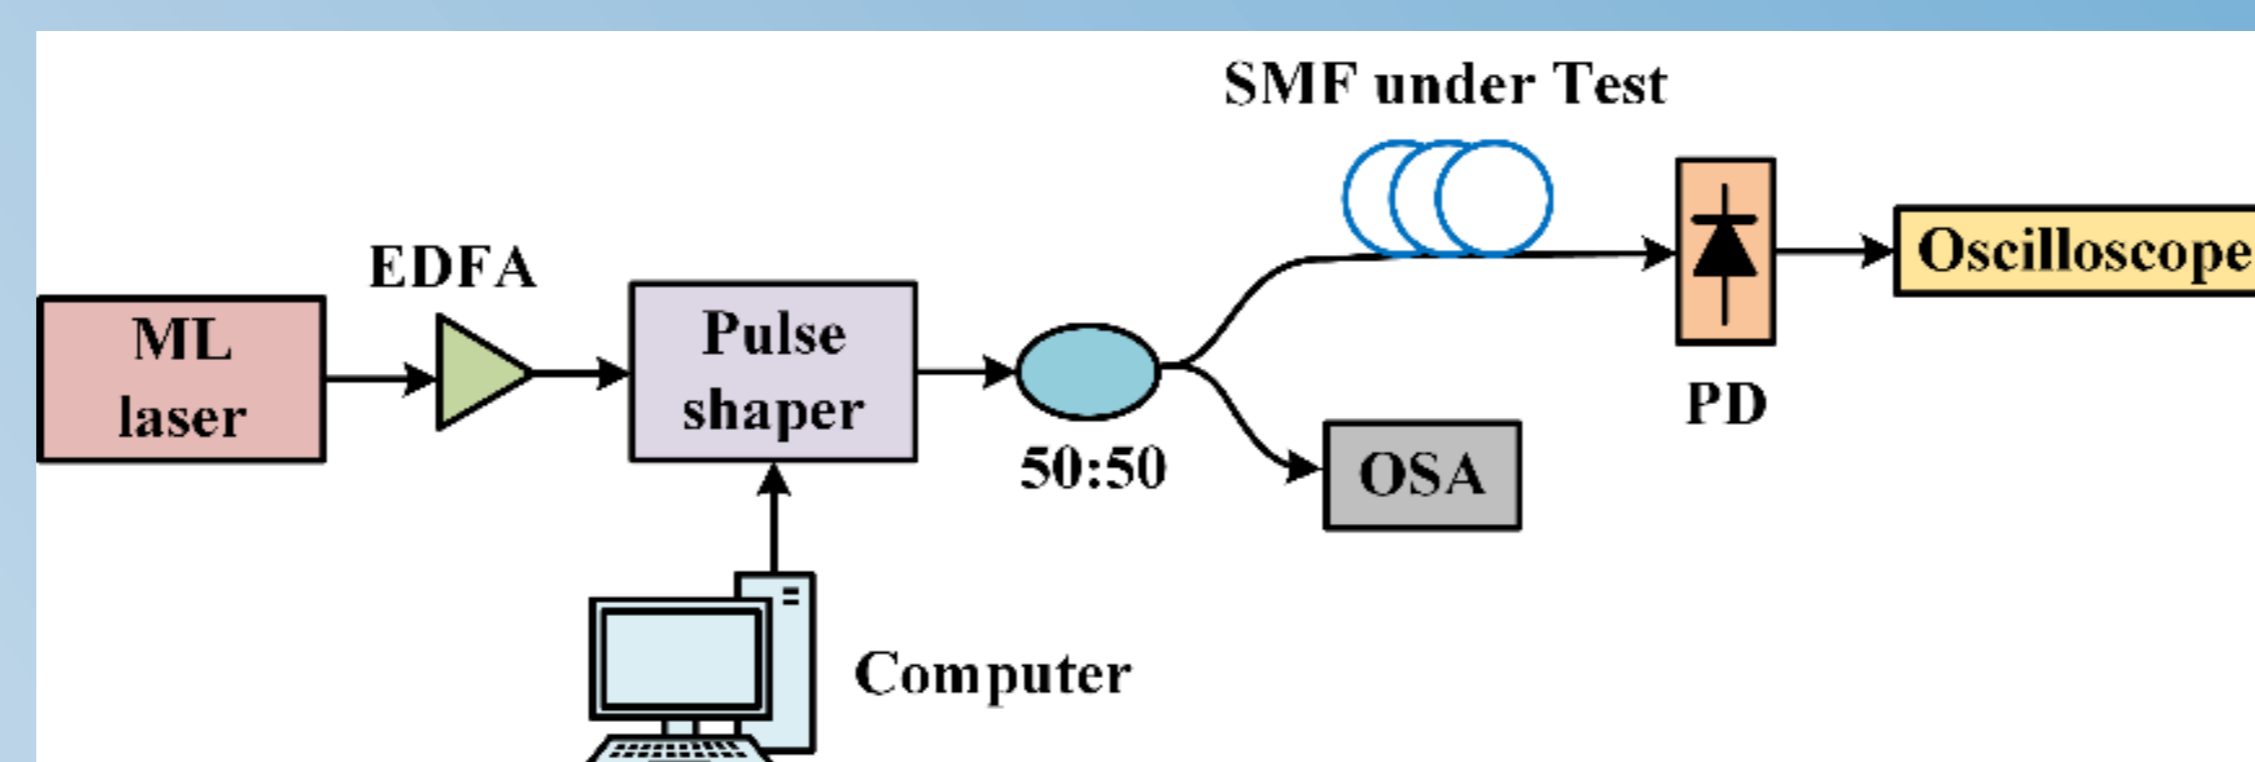 SMF under Test
EDFA
ML
laser
Pulse
shaper
50:50
OSA
PD
Oscilloscope
Computer